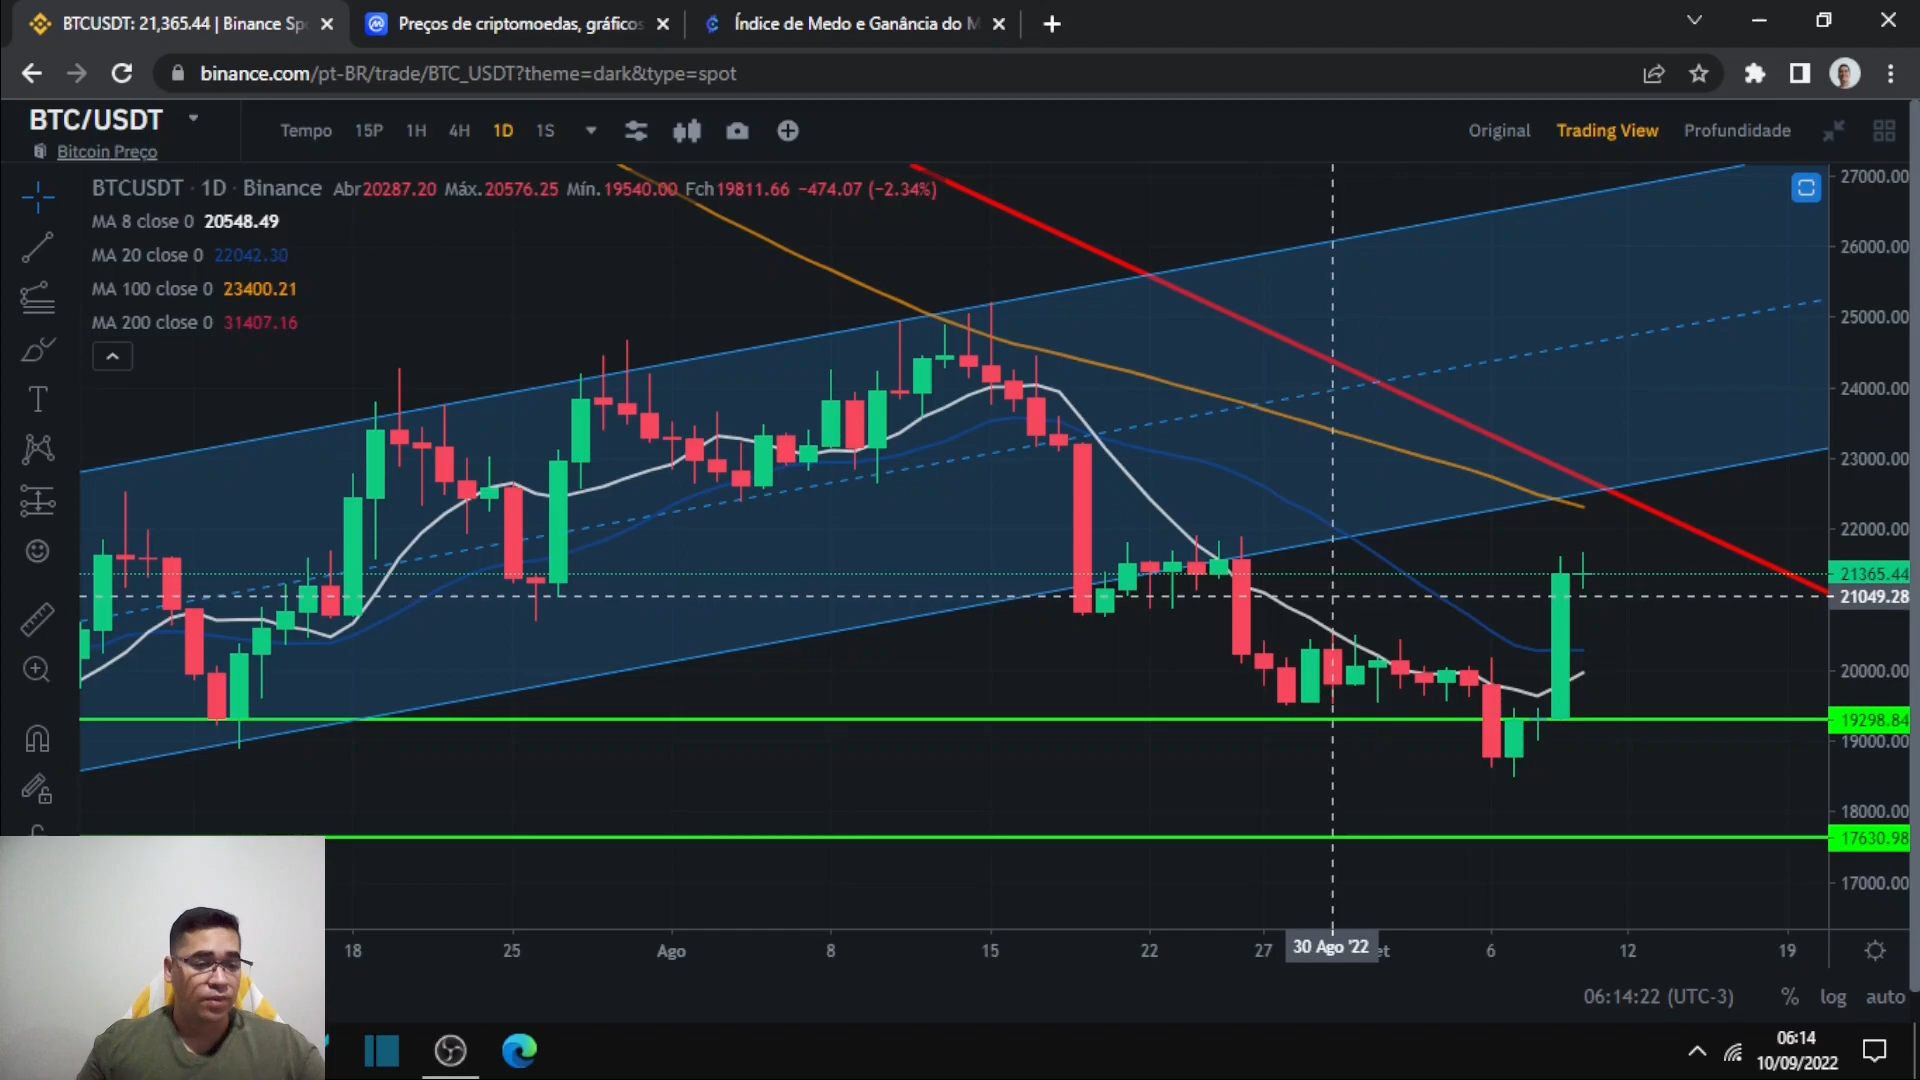 BTCUSDT: 21,365.44 | Binance Sp
Preços de criptomoedas, gráficos
Índice de Medo e Ganância do M
binance.com/pt-BR/trade/BTC_USDT?theme=dark&type=spot
BTC/USDT
Bitcoin Preço
Tempo 15P 1H 4H 1D 1S
Original Trading View Profundidade
BTCUSDT · 1D · Binance Abr20287.20 Máx.20576.25 Mín.19540.00 Fch19811.66 −474.07 (−2.34%)
MA 8 close 0 20548.49
MA 20 close 0 22042.30
MA 100 close 0 23400.21
MA 200 close 0 31407.16
27000.00
26000.00
25000.00
24000.00
23000.00
22000.00
21365.44
21049.28
20000.00
19298.84
19000.00
18000.00
17630.98
17000.00
18 25 Ago 8 15 22 27 30 Ago '22 et 6 12 19
06:14:22 (UTC-3) % log auto
06:14
10/09/2022